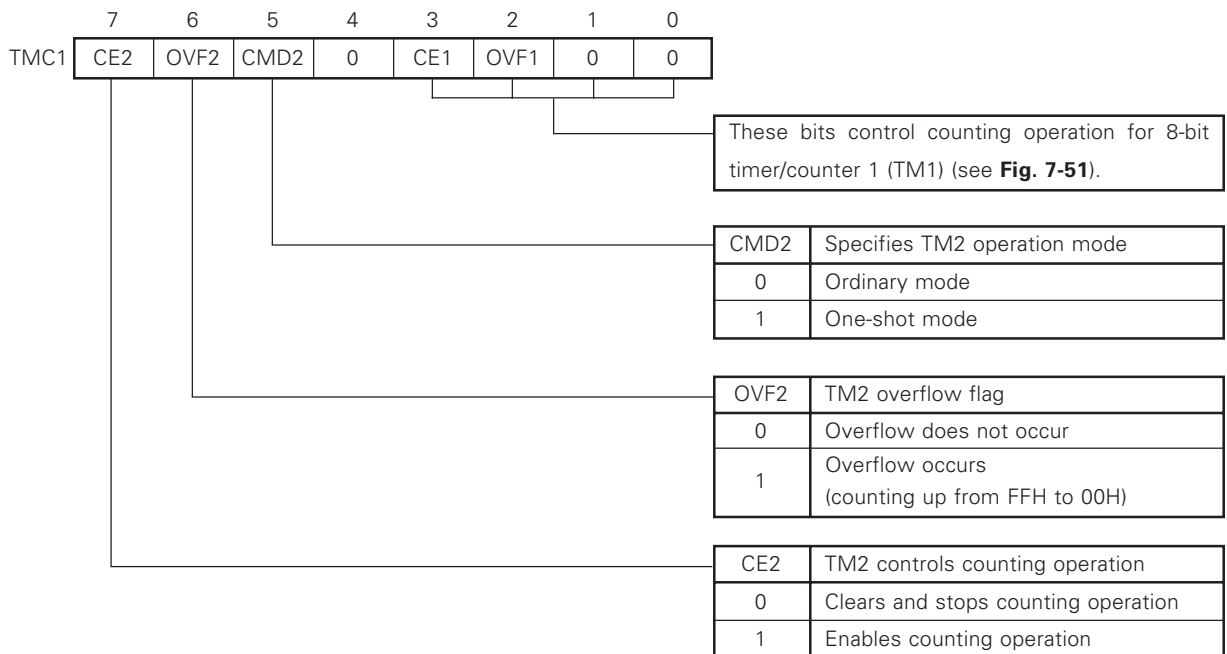 7 6 5 4 3 2 1 0
TMC1 CE2 OVF2 CMD2 0 CE1 OVF1 0 0
These bits control counting operation for 8-bit
timer/counter 1 (TM1) (see Fig. 7-51).
CMD2 Specifies TM2 operation mode
0 Ordinary mode
1 One-shot mode
OVF2 TM2 overflow flag
0 Overflow does not occur
1 Overflow occurs
(counting up from FFH to 00H)
CE2 TM2 controls counting operation
0 Clears and stops counting operation
1 Enables counting operation